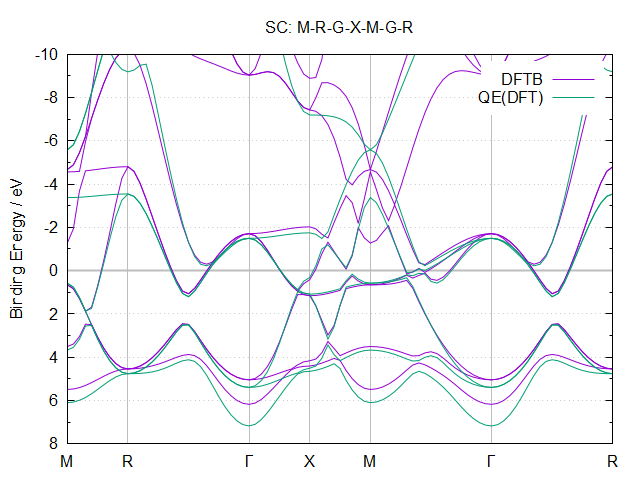 SC: M-R-G-X-M-G-R
DFTB
QE(DFT)
Binding Energy / eV
-10
-8
-6
-4
-2
0
2
4
6
8
M R Γ X M Γ R